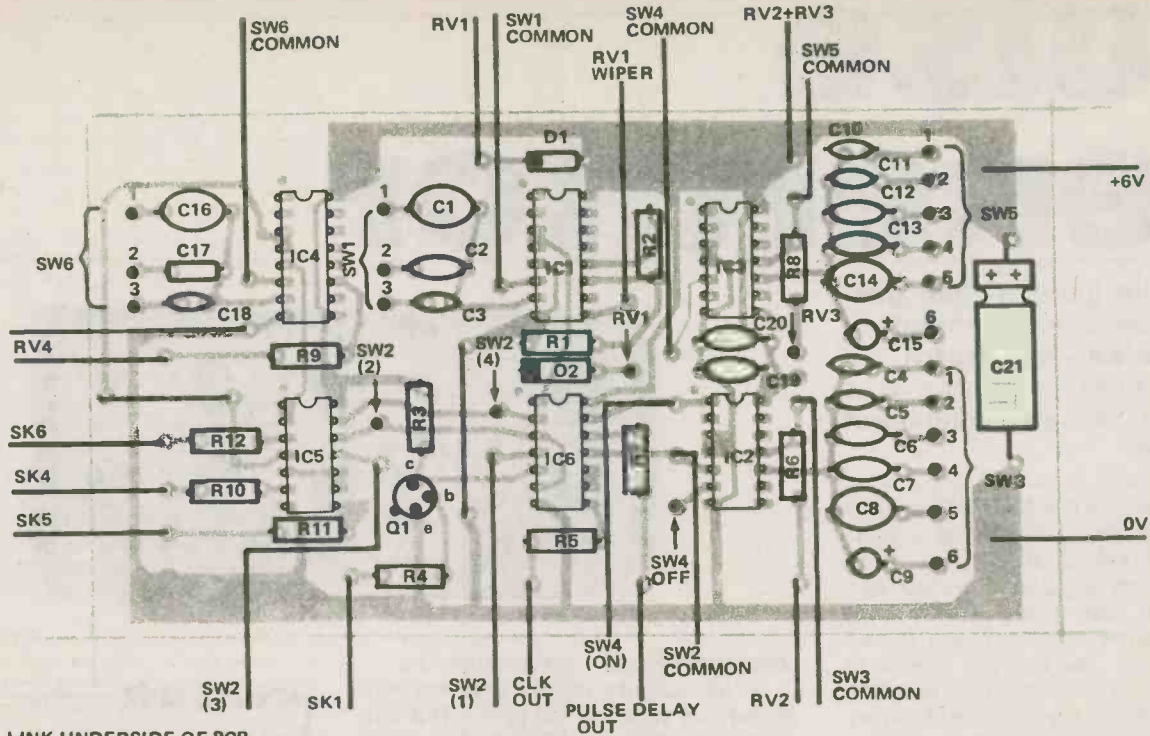 SW6
COMMON
RV1
SW1
COMMON
SW4
COMMON
RV1
WIPER
RV2+RV3
SW5
COMMON
D1
C10
1
C11
2
C12
3
C13
4
C14
5
SW5
+6V
1
C16
C17
2
3
C18
SW6
IC4
SW1
1
2
3
C1
C2
C3
R2
R8
RV1
RV3
C20
C19
C15
+
6
C4
1
C5
2
C6
3
C7
4
C8
5
C9
+
6
SW3
+ +
C21
RV4
R9
SW2
(2)
SW2
(4)
R1
O2
R3
SK6
R12
IC5
IC6
IC2
R6
SK4
R10
c
b
e
Q1
SK5
R11
R5
R4
SW4
OFF
0V
SW2
(3)
SK1
SW2
(1)
CLK
OUT
PULSE DELAY
OUT
SW4
(ON)
SW2
COMMON
RV2
SW3
COMMON
LINK UNDERSIDE OF PCB